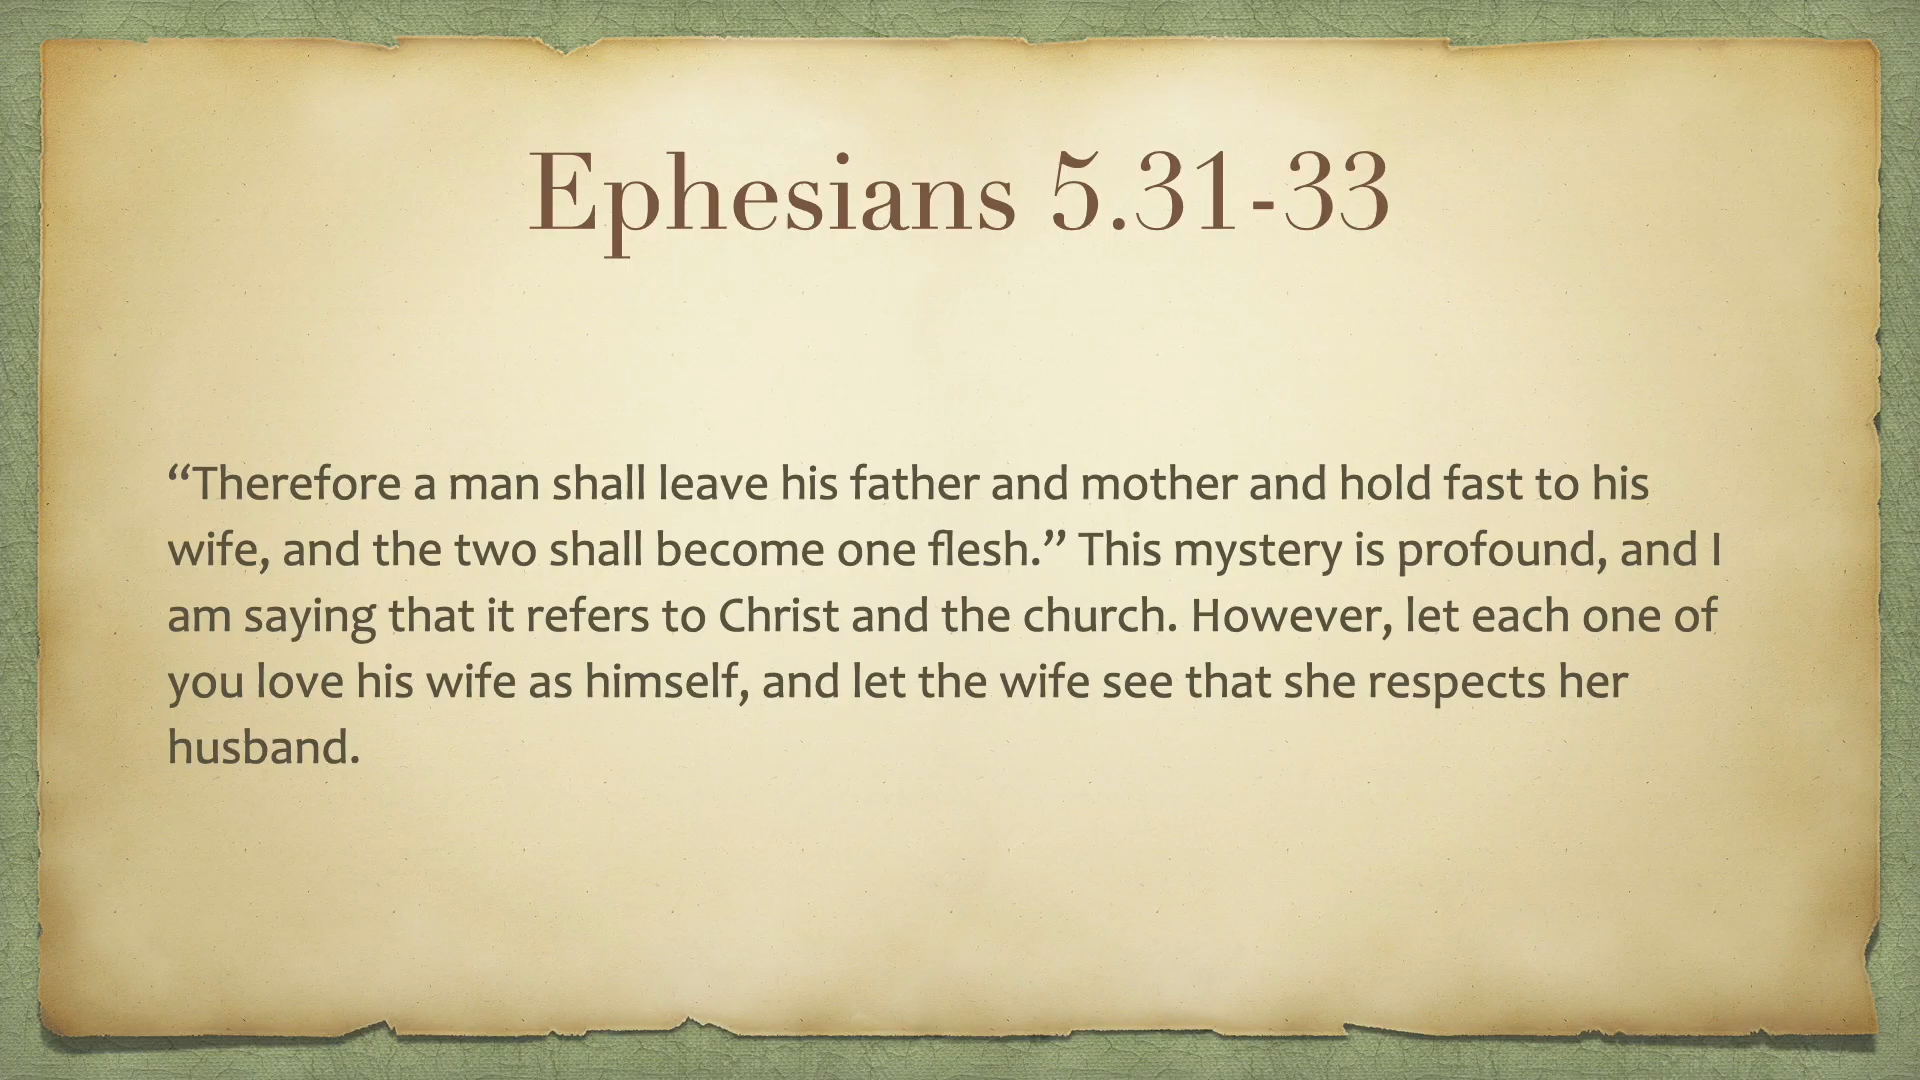 Ephesians 5.31-33
“Therefore a man shall leave his father and mother and hold fast to his
wife, and the two shall become one flesh.” This mystery is profound, and I
am saying that it refers to Christ and the church. However, let each one of
you love his wife as himself, and let the wife see that she respects her
husband.